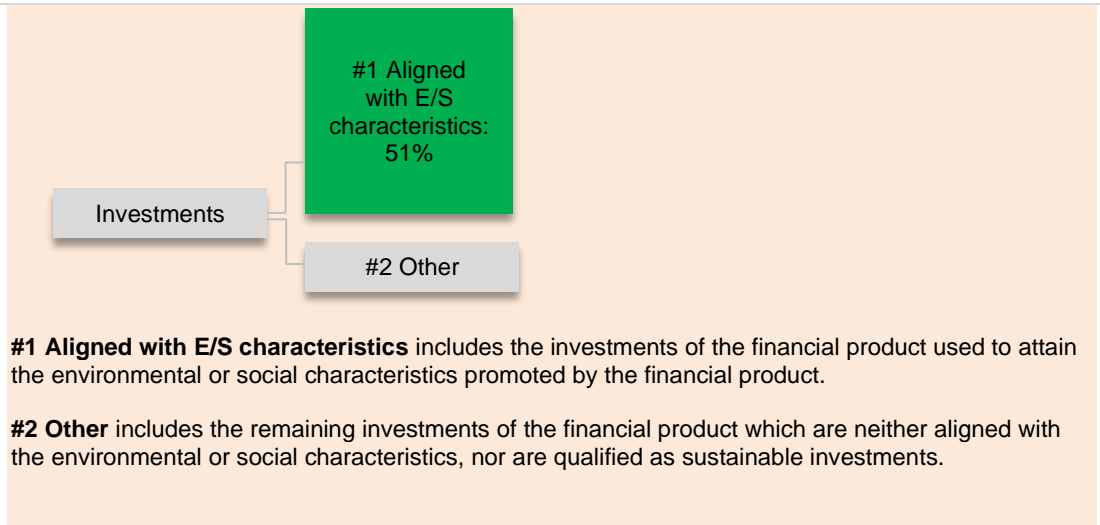 #1 Aligned
with E/S
characteristics:
51%
Investments
#2 Other
#1 Aligned with E/S characteristics includes the investments of the financial product used to attain
the environmental or social characteristics promoted by the financial product.
#2 Other includes the remaining investments of the financial product which are neither aligned with
the environmental or social characteristics, nor are qualified as sustainable investments.